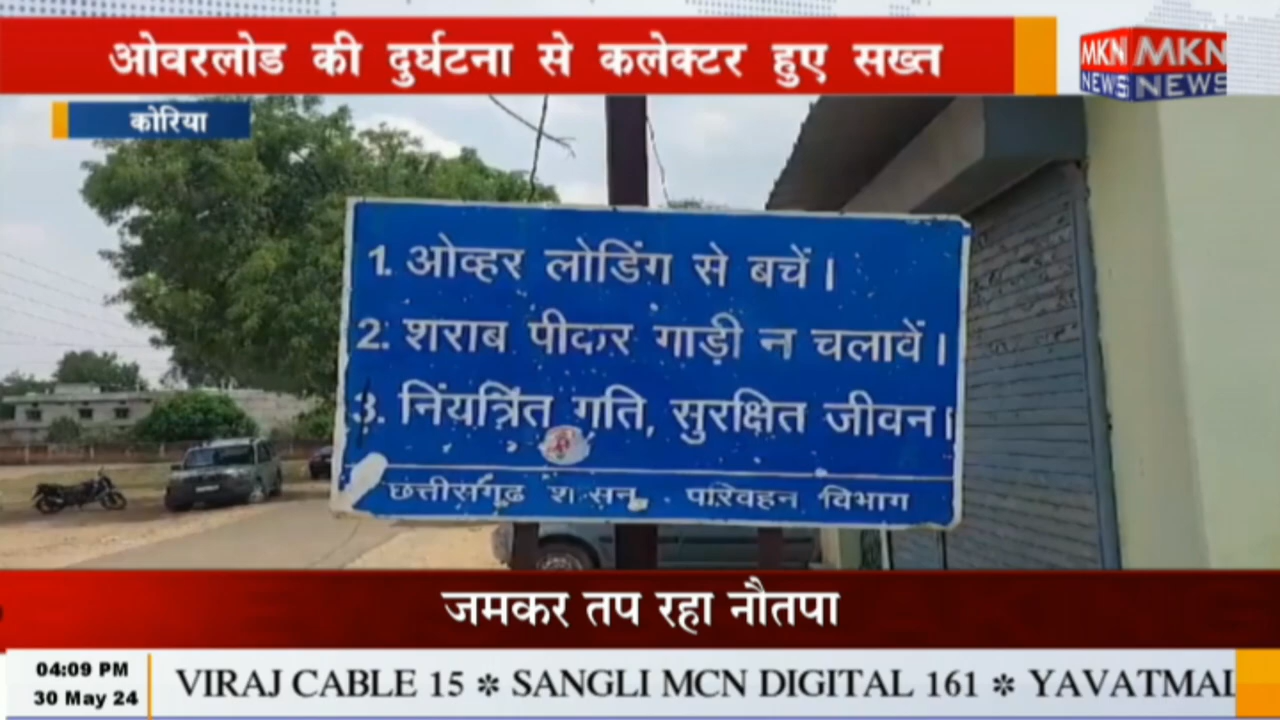 ओवरलोड की दुर्घटना से कलेक्टर हुए सख्त
MKN MKN
NEWS NEWS
कोरिया
1. ओव्हर लोडिंग से बचें।
2. शराब पीकर गाड़ी न चलावें।
3. निंयत्रिंत गति, सुरक्षित जीवन।
छत्तीसगढ़ शासन परिवहन विभाग
जमकर तप रहा नौतपा
04:09 PM
30 May 24
VIRAJ CABLE 15 * SANGLI MCN DIGITAL 161 * YAVATMAL